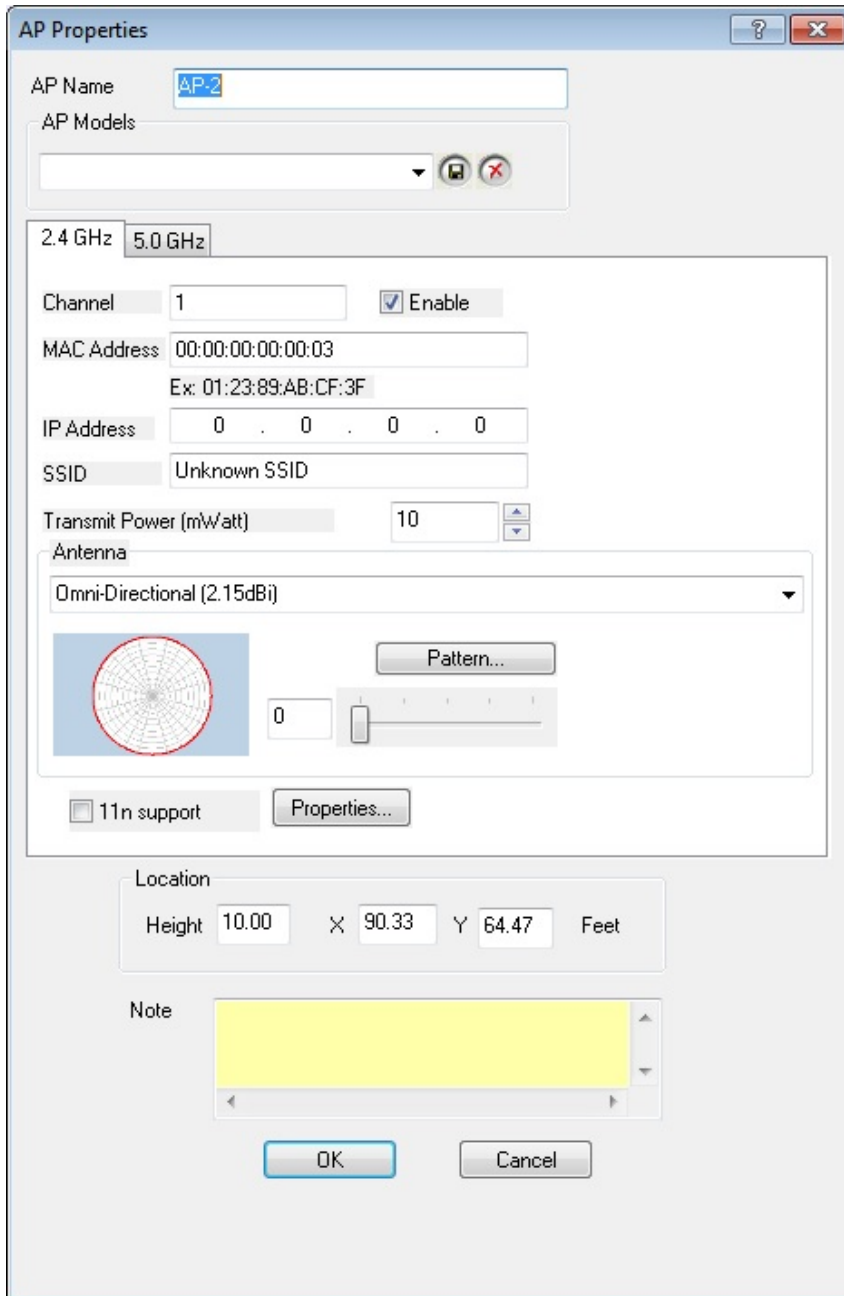 AP Properties
AP Name AP-2
AP Models
2.4 GHz 5.0 GHz
Channel 1 Enable
MAC Address 00:00:00:00:00:03
Ex: 01:23:89:AB:CF:3F
IP Address 0 . 0 . 0 . 0
SSID Unknown SSID
Transmit Power (mWatt) 10
Antenna
Omni-Directional (2.15dBi)
Pattern...
0
11n support Properties...
Location
Height 10.00 X 90.33 Y 64.47 Feet
Note
OK Cancel